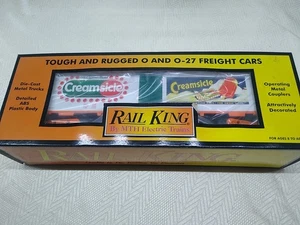 TOUGH AND RUGGED O AND O-27 FREIGHT CARS
Die-Cast
Metal Trucks
Detailed
ABS
Plastic Body
Creamsicle
Creamsicle
Operating
Metal
Couplers
Attractively
Decorated
RAIL KING
By MTH Electric Trains